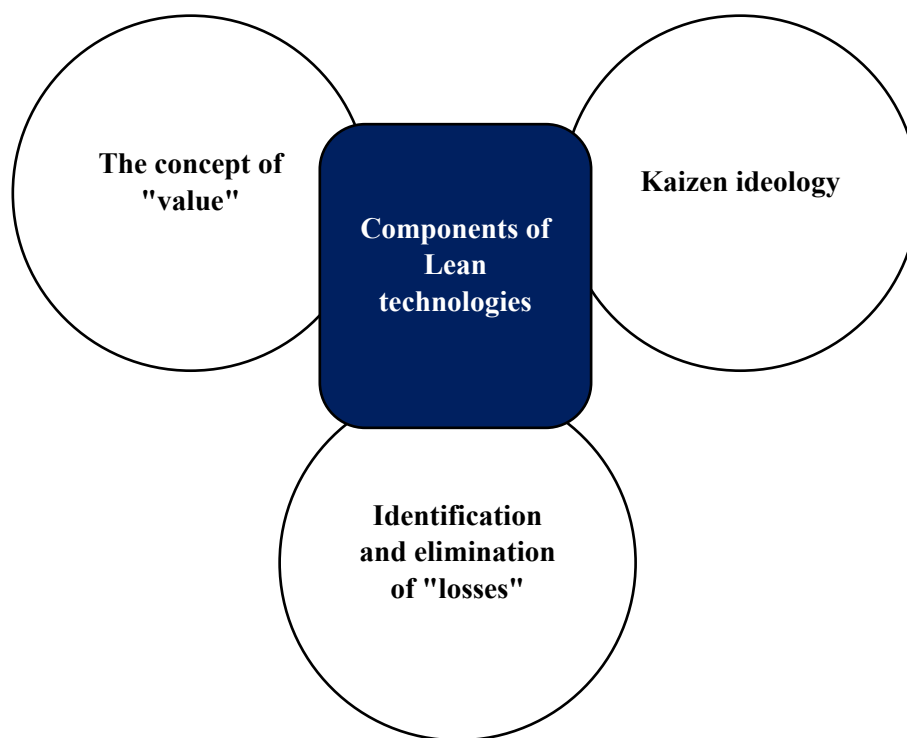 The concept of
"value"
Kaizen ideology
Components of
Lean
technologies
Identification
and elimination
of "losses"